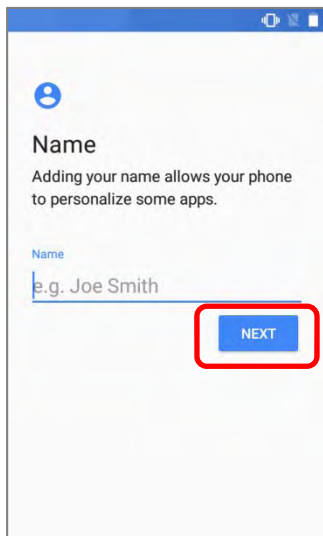 Name
Adding your name allows your phone
to personalize some apps.
Name
e.g. Joe Smith
NEXT